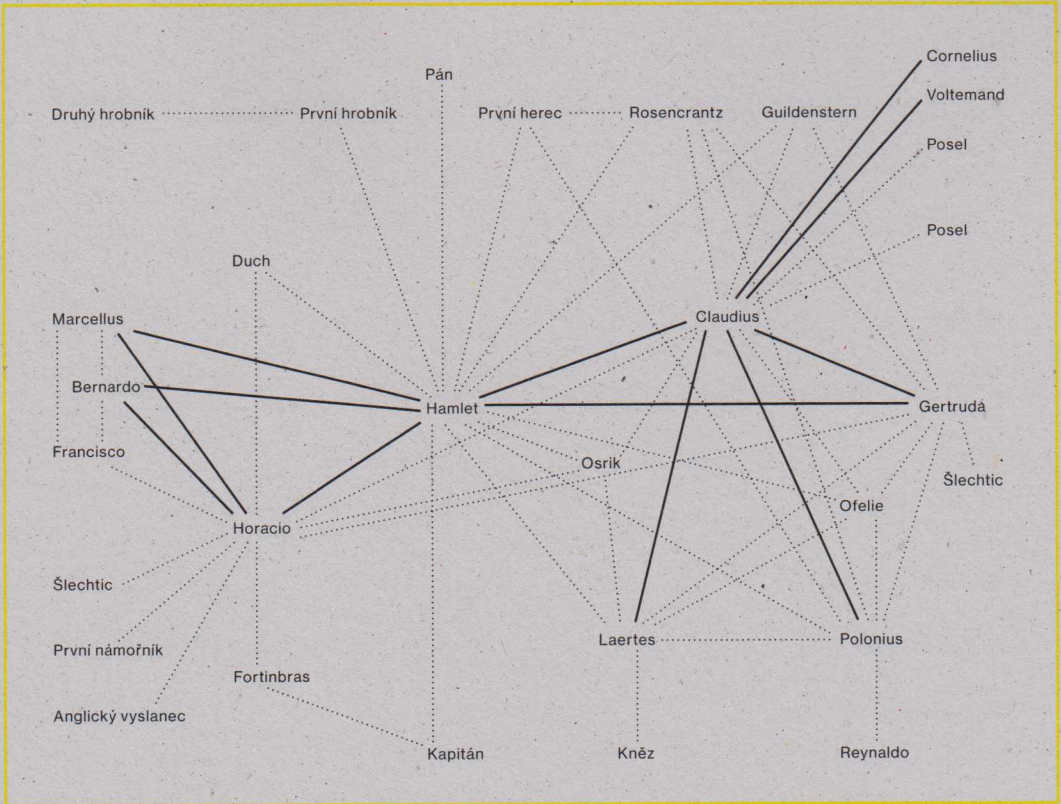 Cornelius
Pán
Voltemand
Druhý hrobník
První hrobník
První herec
Rosencrantz
Guildenstern
Posel
Posel
Duch
Marcellus
Claudius
Bernardo
Hamlet
Gertruda
Francisco
Osrik
Šlechtic
Ofelie
Horacio
Šlechtic
První námořník
Laertes
Polonius
Fortinbras
Anglický vyslanec
Kapitán
Kněz
Reynaldo